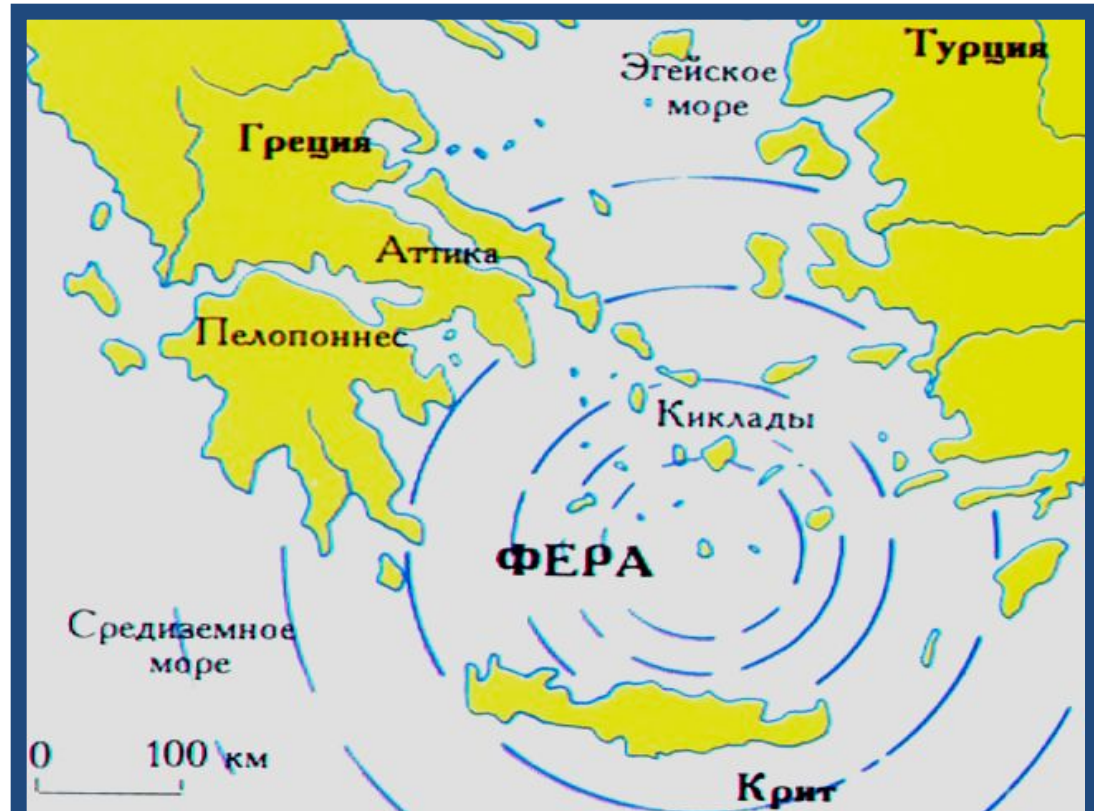 Турция
Эгейское
море
Греция
Аттика
Пелопоннес
Киклады
ФЕРА
Средиземное
море
0 100 км
Крит